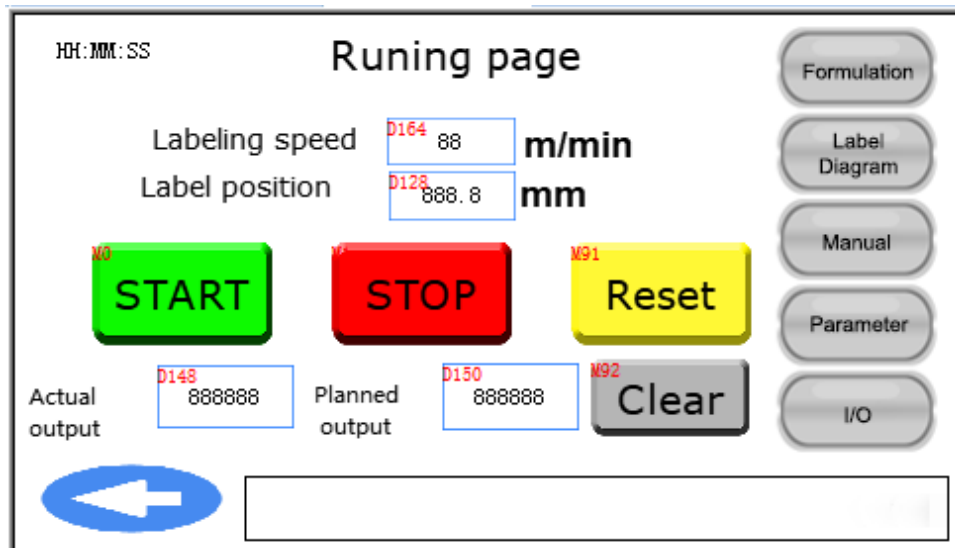 HH:MM:SS
Runing page
Formulation
Labeling speed
D164
88
m/min
Label
Diagram
Label position
D128
888.8
mm
Manual
M0
START
STOP
M91
Reset
Parameter
Actual
output
D148
888888
Planned
output
D150
888888
M92
Clear
I/O